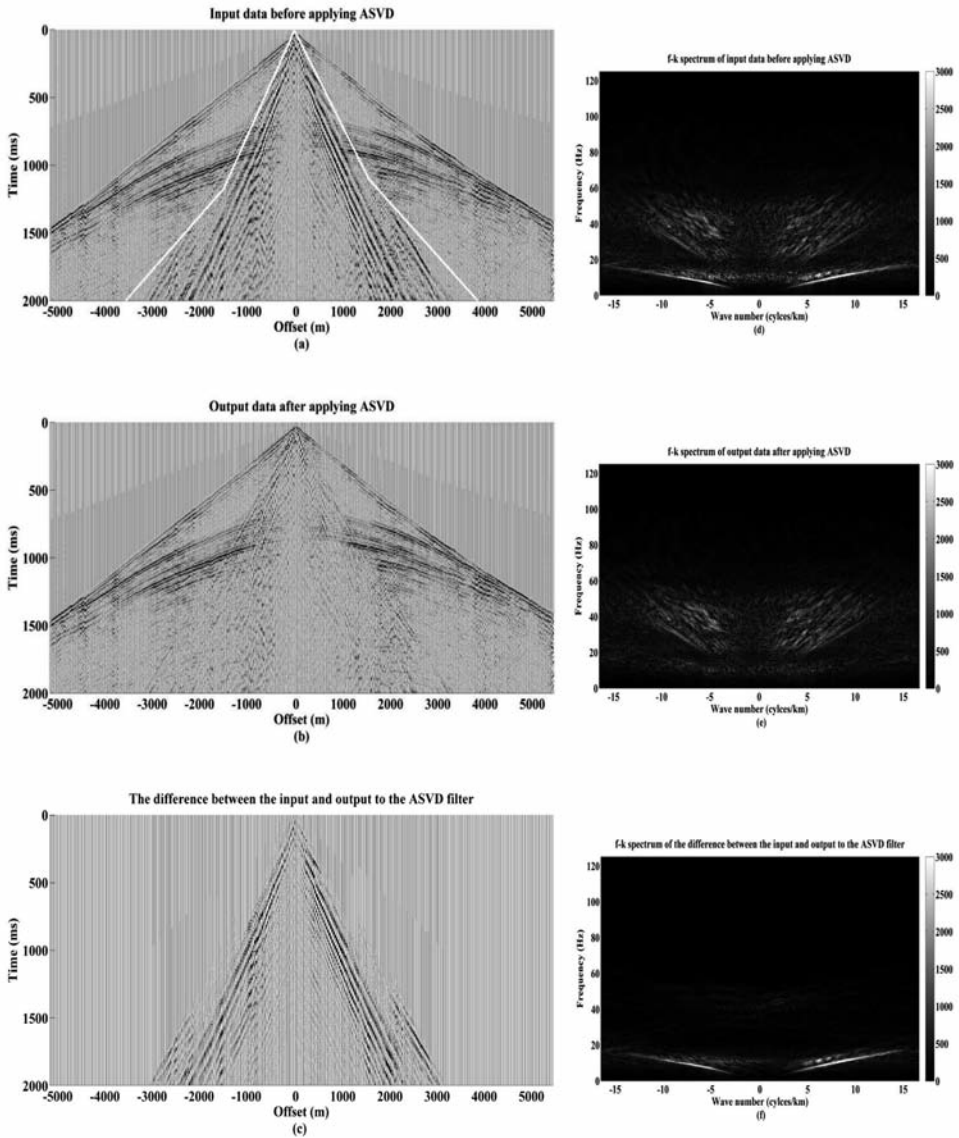 Input data before applying ASVD
0
500
1000
1500
2000
Time (ms)
-5000 -4000 -3000 -2000 -1000 0 1000 2000 3000 4000 5000
Offset (m)
(a)
f-k spectrum of input data before applying ASVD
120
100
80
60
40
20
0
Frequency (Hz)
-15 -10 -5 0 5 10 15
Wave number (cylces/km)
(d)
3000
2500
2000
1500
1000
500
0
Output data after applying ASVD
0
500
1000
1500
2000
Time (ms)
-5000 -4000 -3000 -2000 -1000 0 1000 2000 3000 4000 5000
Offset (m)
(b)
f-k spectrum of output data after applying ASVD
120
100
80
60
40
20
0
Frequency (Hz)
-15 -10 -5 0 5 10 15
Wave number (cylces/km)
(e)
3000
2500
2000
1500
1000
500
0
The difference between the input and output to the ASVD filter
0
500
1000
1500
2000
Time (ms)
-5000 -4000 -3000 -2000 -1000 0 1000 2000 3000 4000 5000
Offset (m)
(c)
f-k spectrum of the difference between the input and output to the ASVD filter
120
100
80
60
40
20
0
Frequency (Hz)
-15 -10 -5 0 5 10 15
Wave number (cylces/km)
(f)
3000
2500
2000
1500
1000
500
0